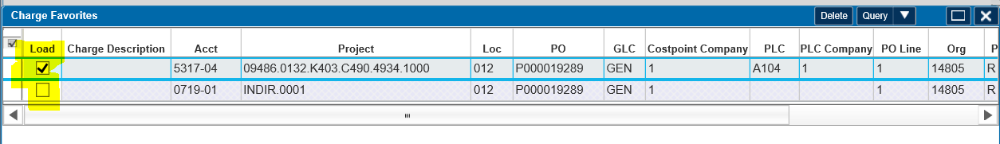 Charge Favorites Delete Query
Load Charge Description Acct Project Loc PO GLC Costpoint Company PLC PLC Company PO Line Org P
5317-04 09486.0132.K403.C490.4934.1000 012 P000019289 GEN 1 A104 1 1 14805 R
0719-01 INDIR.0001 012 P000019289 GEN 1 1 14805 R